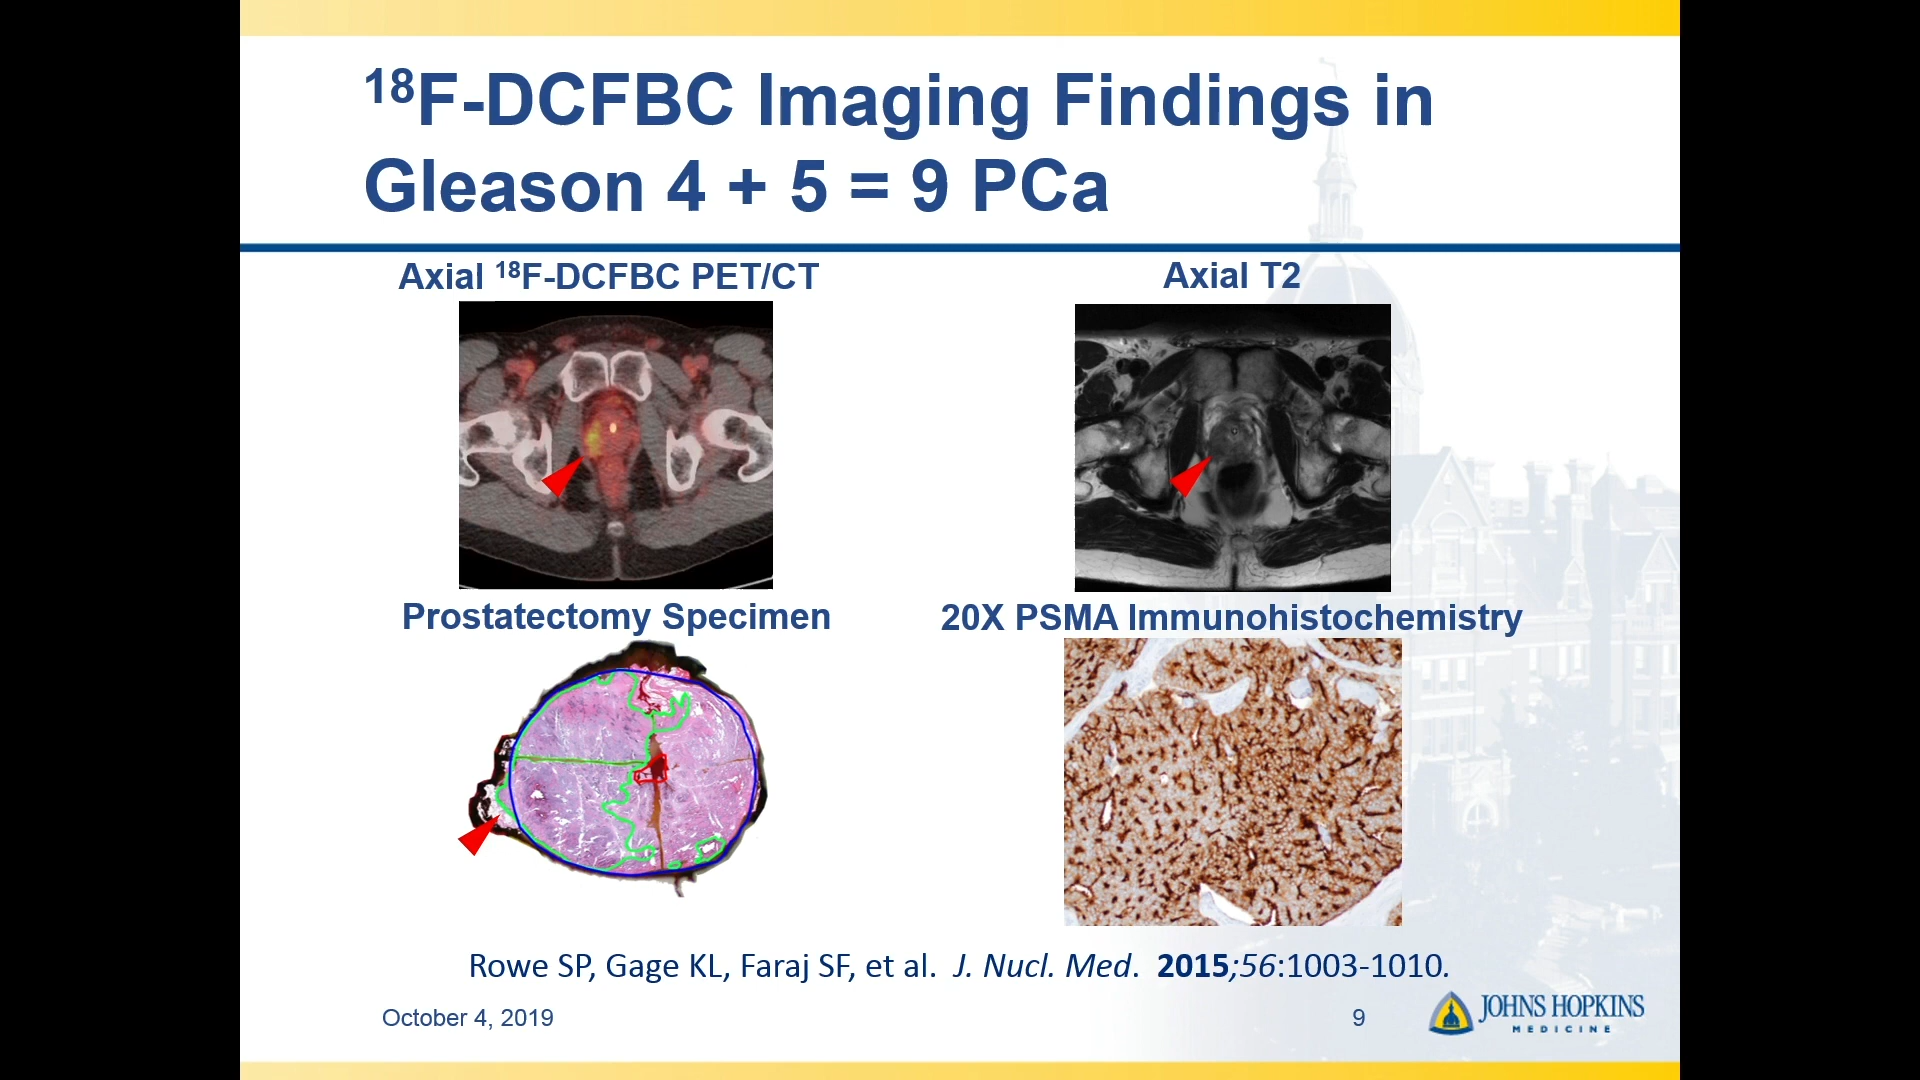 ¹⁸F-DCFBC Imaging Findings in
Gleason 4 + 5 = 9 PCa
Axial ¹⁸F-DCFBC PET/CT
Axial T2
Prostatectomy Specimen
20X PSMA Immunohistochemistry
Rowe SP, Gage KL, Faraj SF, et al. J. Nucl. Med. 2015;56:1003-1010.
October 4, 2019
9
JOHNS HOPKINS
MEDICINE